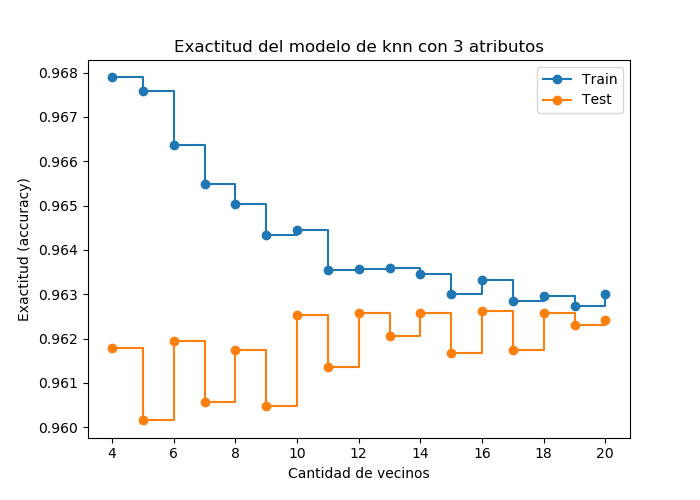 Exactitud del modelo de knn con 3 atributos
Train
Test
0.968
0.967
0.966
0.965
0.964
0.963
0.962
0.961
0.960
Exactitud (accuracy)
4 6 8 10 12 14 16 18 20
Cantidad de vecinos